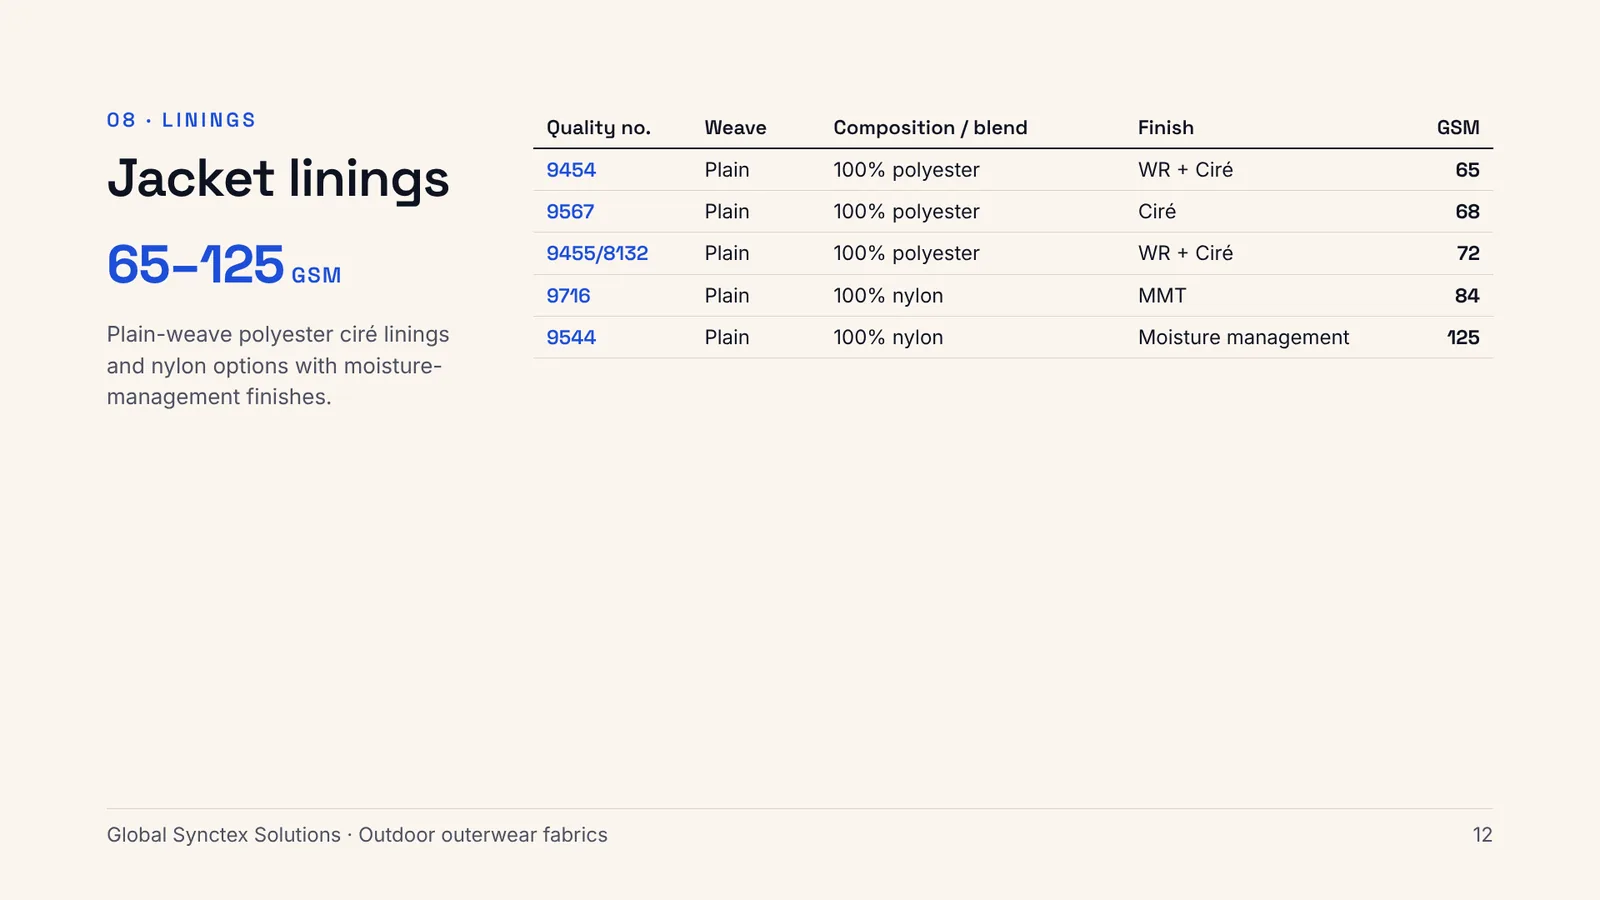 08 · LININGS
Jacket linings
65–125 GSM
Plain-weave polyester ciré linings
and nylon options with moisture-
management finishes.
Quality no. Weave Composition / blend Finish GSM
9454 Plain 100% polyester WR + Ciré 65
9567 Plain 100% polyester Ciré 68
9455/8132 Plain 100% polyester WR + Ciré 72
9716 Plain 100% nylon MMT 84
9544 Plain 100% nylon Moisture management 125
Global Synctex Solutions · Outdoor outerwear fabrics 12